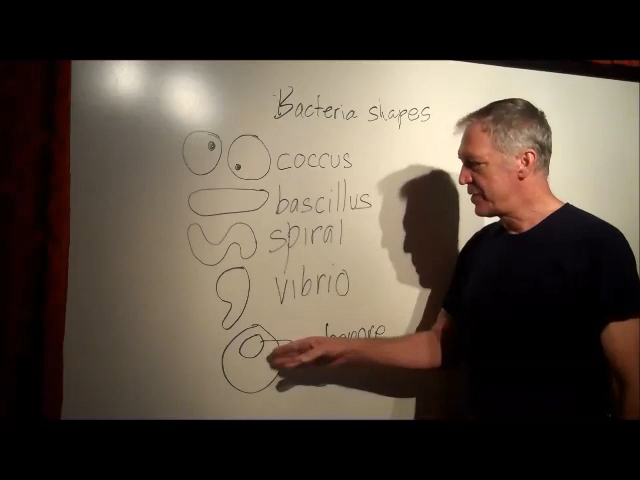 Bacteria shapes
coccus
bascillus
spiral
vibrio